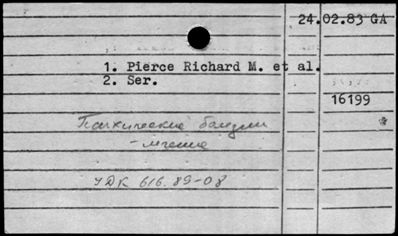 24.02.83 GA
1. Pierce Richard M. et al.
2. Ser.
16199
Психические болезни
- лечение
УДК 616.89-08